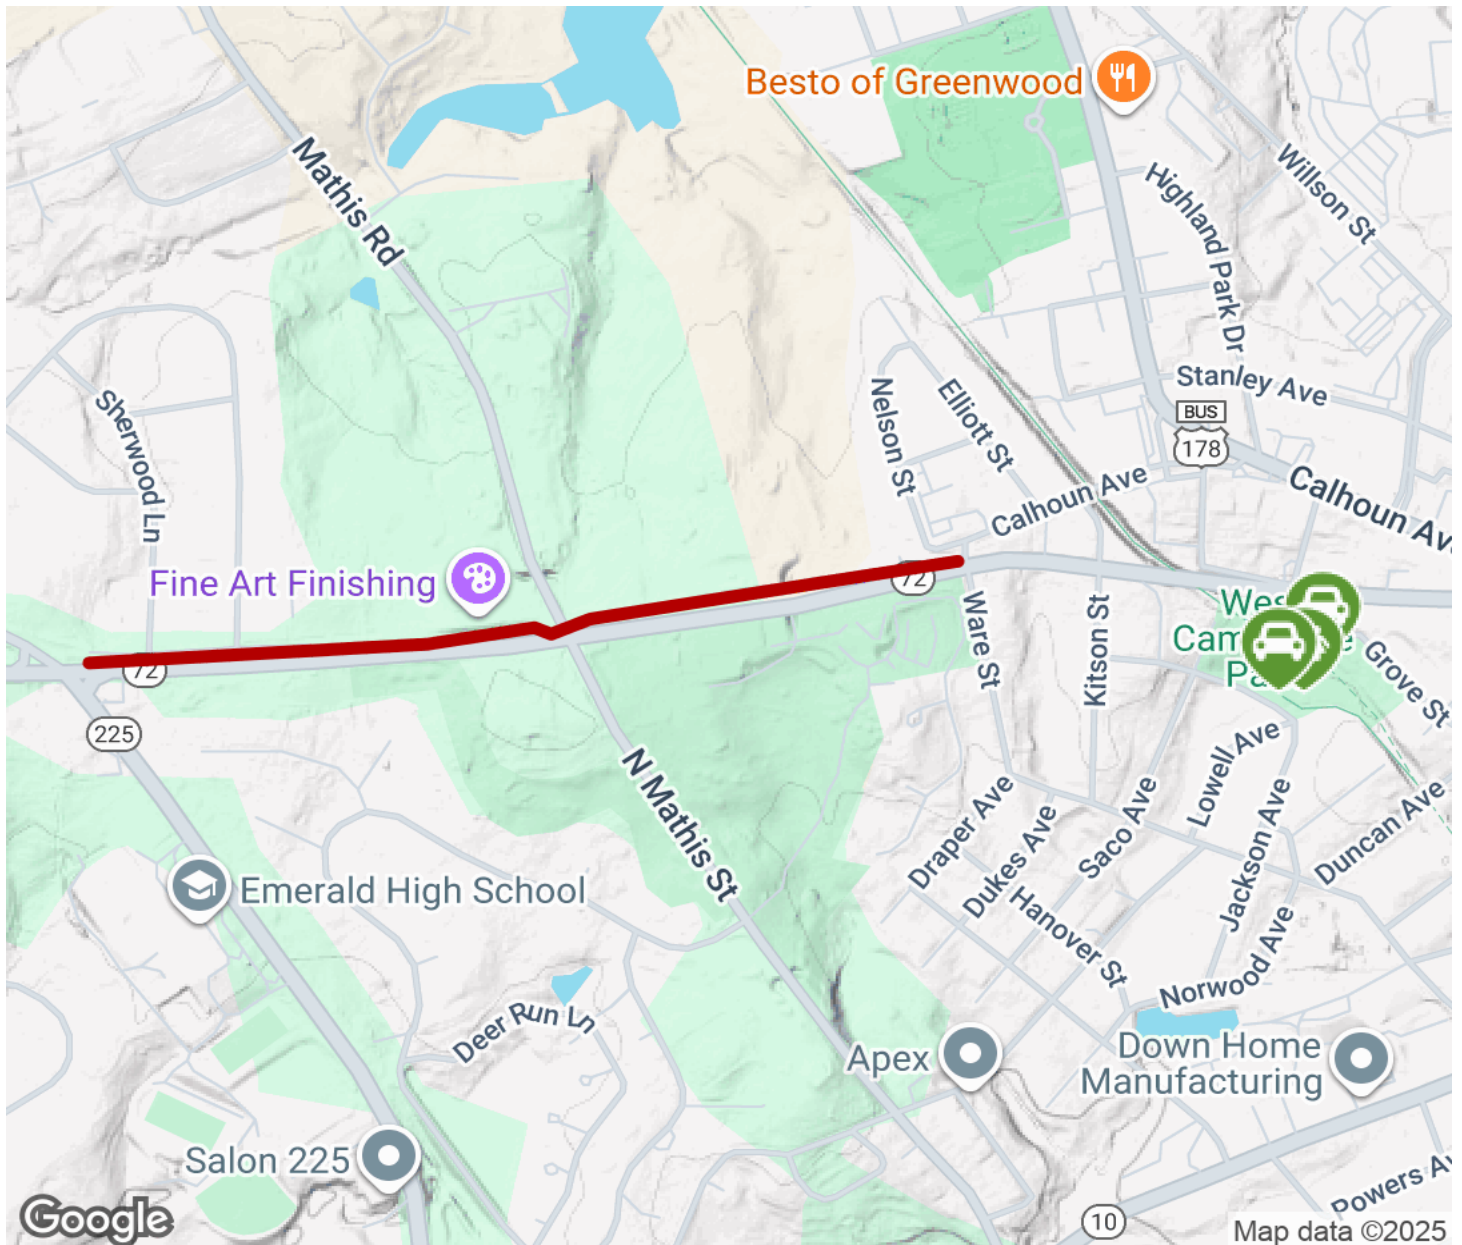 Besto of Greenwood
Mathis Rd
Willson St
Highland Park Dr
Stanley Ave
BUS
178
Sherwood Ln
Nelson St
Elliott St
Calhoun Ave
Calhoun Av
Fine Art Finishing
72
72
225
Ware St
Kitson St
Wes
Cam
e
Grove St
N Mathis St
Draper Ave
Dukes Ave
Saco Ave
Lowell Ave
Jackson Ave
Duncan Ave
Emerald High School
Hanover St
Norwood Ave
Deer Run Ln
Apex
Down Home
Manufacturing
Salon 225
Powers Av
10
Google
Map data ©2025